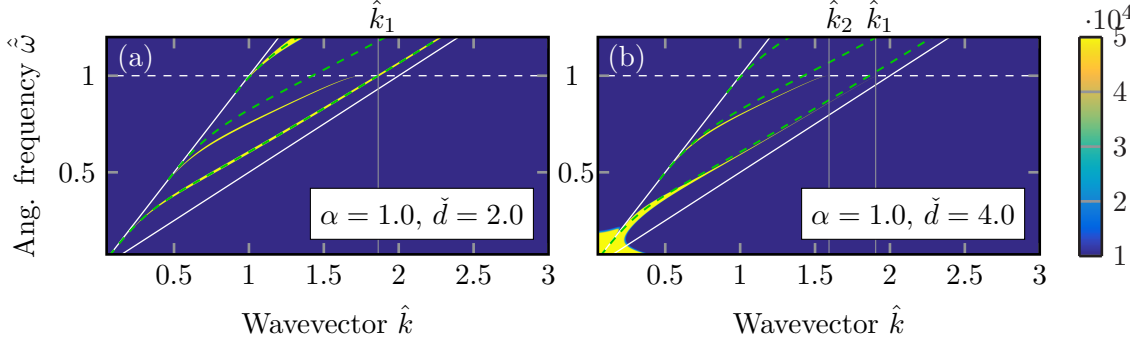 k̂₁
k̂₂ k̂₁
·10⁴
(a)
(b)
Ang. frequency ω̃̂
1
0.5
1
0.5
α = 1.0, ď = 2.0
α = 1.0, ď = 4.0
5
4
3
2
1
0.5 1 1.5 2 2.5 3
0.5 1 1.5 2 2.5 3
Wavevector k̂
Wavevector k̂